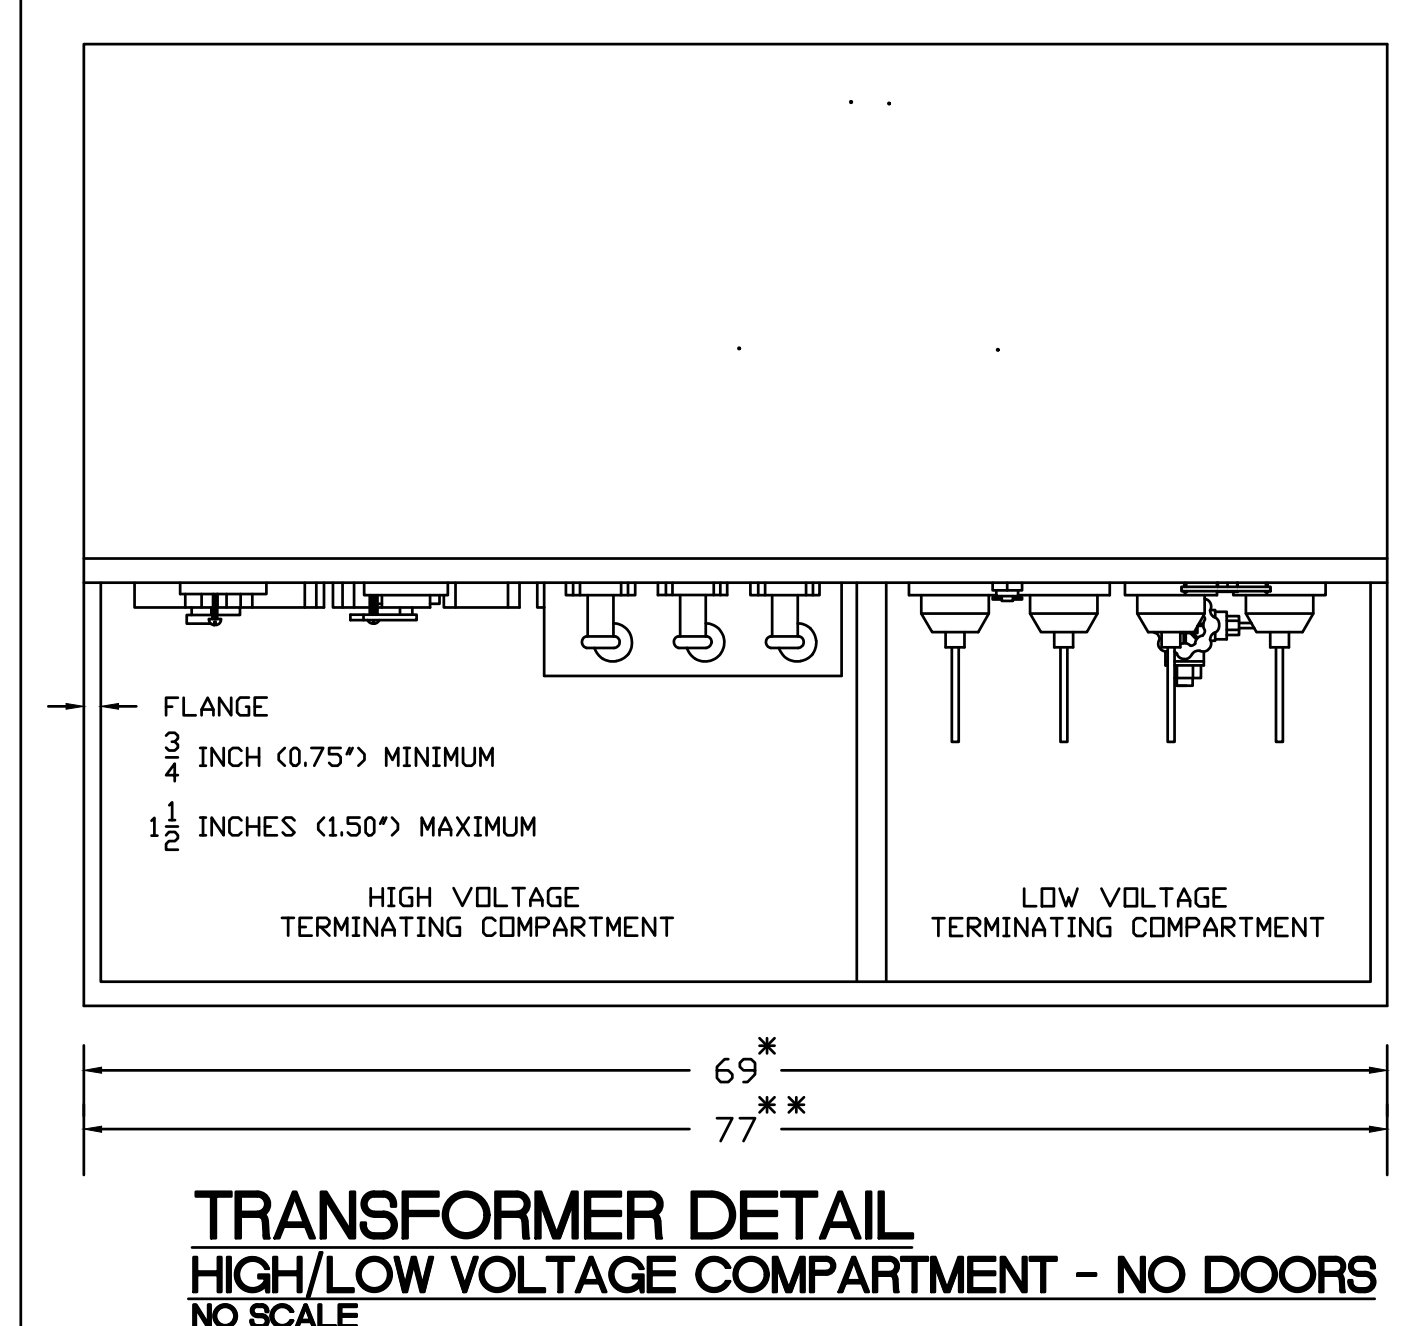 FLANGE
3/4 INCH (0.75") MINIMUM
1 1/2 INCHES (1.50") MAXIMUM
HIGH VOLTAGE
TERMINATING COMPARTMENT
LOW VOLTAGE
TERMINATING COMPARTMENT
69*
77**
TRANSFORMER DETAIL
HIGH/LOW VOLTAGE COMPARTMENT - NO DOORS
NO SCALE